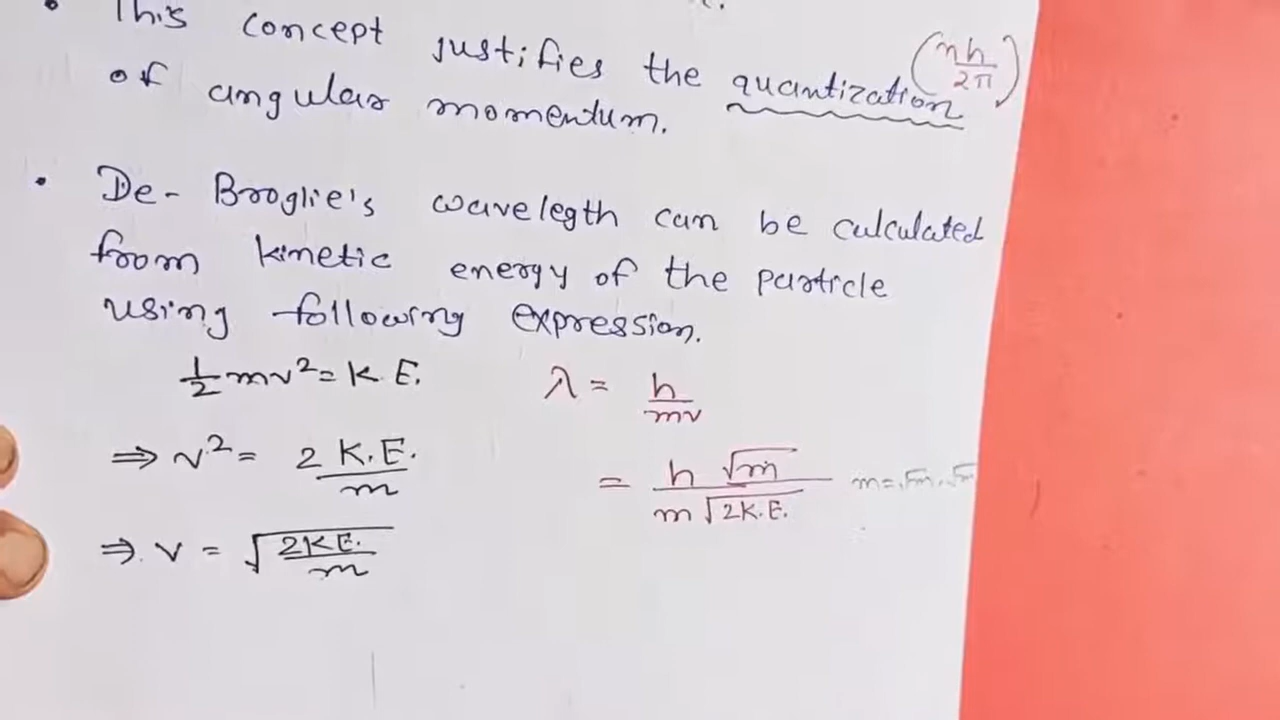 • This concept justifies the quantization (nh/2π)
of angular momentum.
• De-Broglie's wavelegth can be calculated
from kinetic energy of the particle
using following expression.
1/2 mv² = K.E.    λ = h/mv
⇒ v² = 2 K.E./m    = h √m / m √2K.E.    m = √m . √m
⇒ v = √(2KE./m)